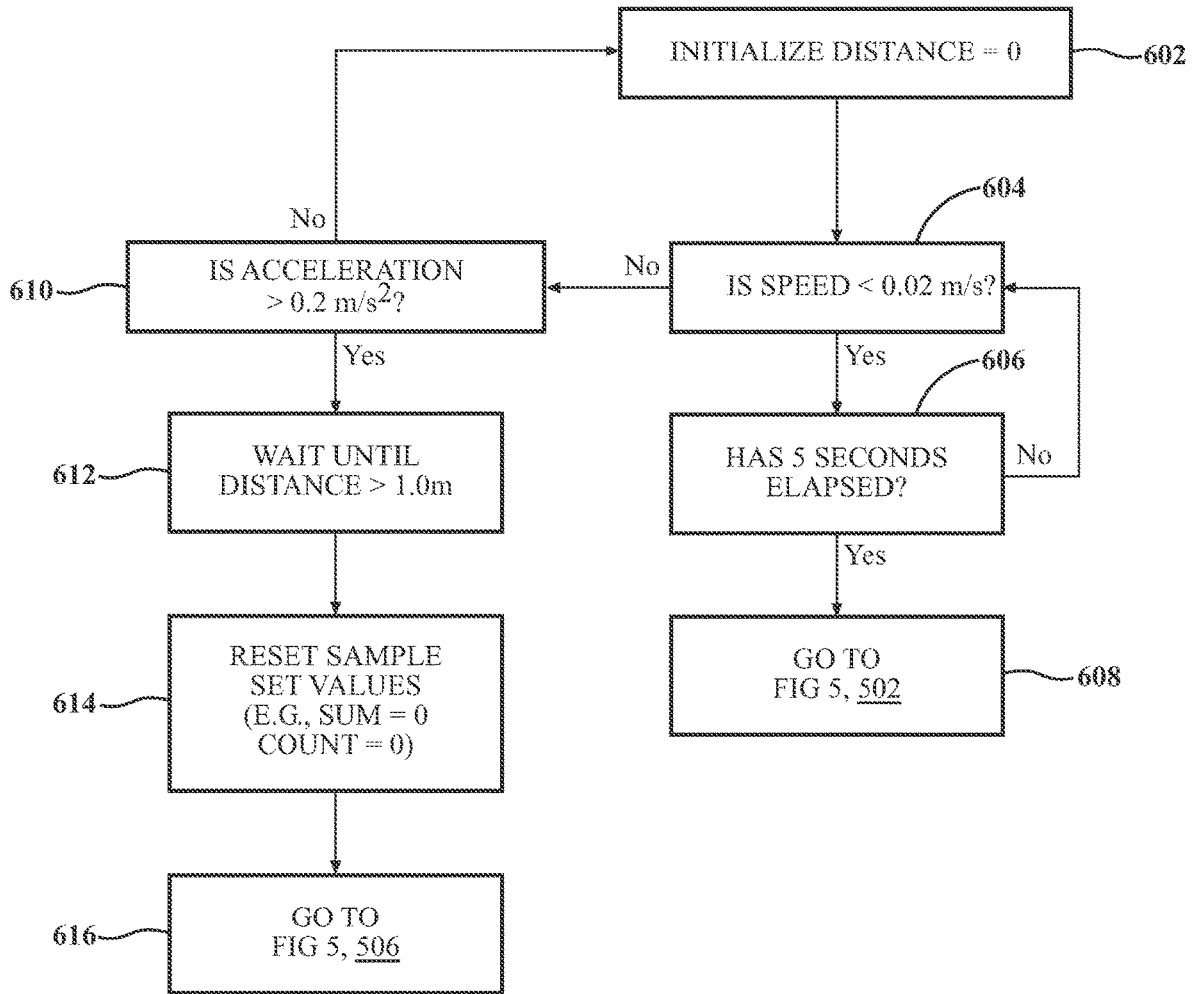 INITIALIZE DISTANCE = 0
602
604
No
IS ACCELERATION
> 0.2 m/s²?
610
No
IS SPEED < 0.02 m/s?
Yes
Yes
606
WAIT UNTIL
DISTANCE > 1.0m
612
HAS 5 SECONDS
ELAPSED?
No
Yes
RESET SAMPLE
SET VALUES
(E.G., SUM = 0
COUNT = 0)
614
GO TO
FIG 5, 502
608
GO TO
FIG 5, 506
616